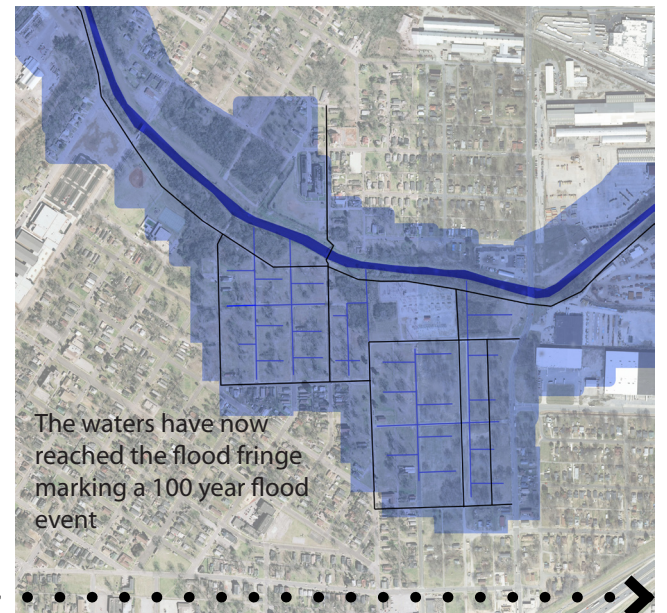 The waters have now
reached the flood fringe
marking a 100 year flood
event